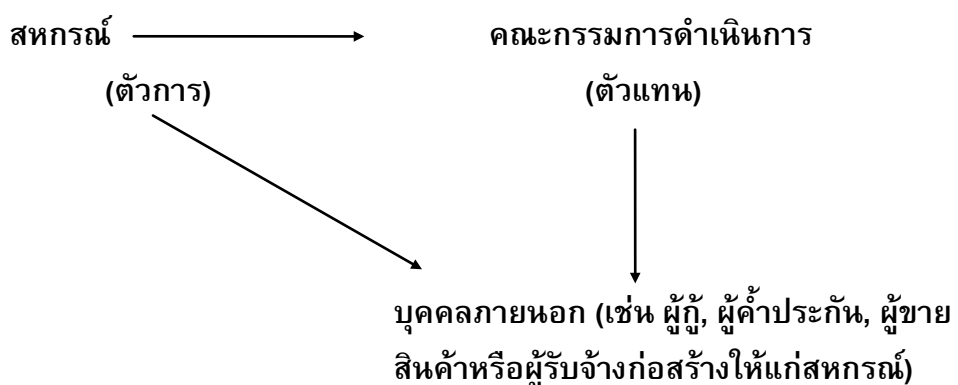 สหกรณ์ คณะกรรมการดำเนินการ
(ตัวการ) (ตัวแทน)
บุคคลภายนอก (เช่น ผู้กู้, ผู้ค้ำประกัน, ผู้ขาย
สินค้าหรือผู้รับจ้างก่อสร้างให้แก่สหกรณ์)